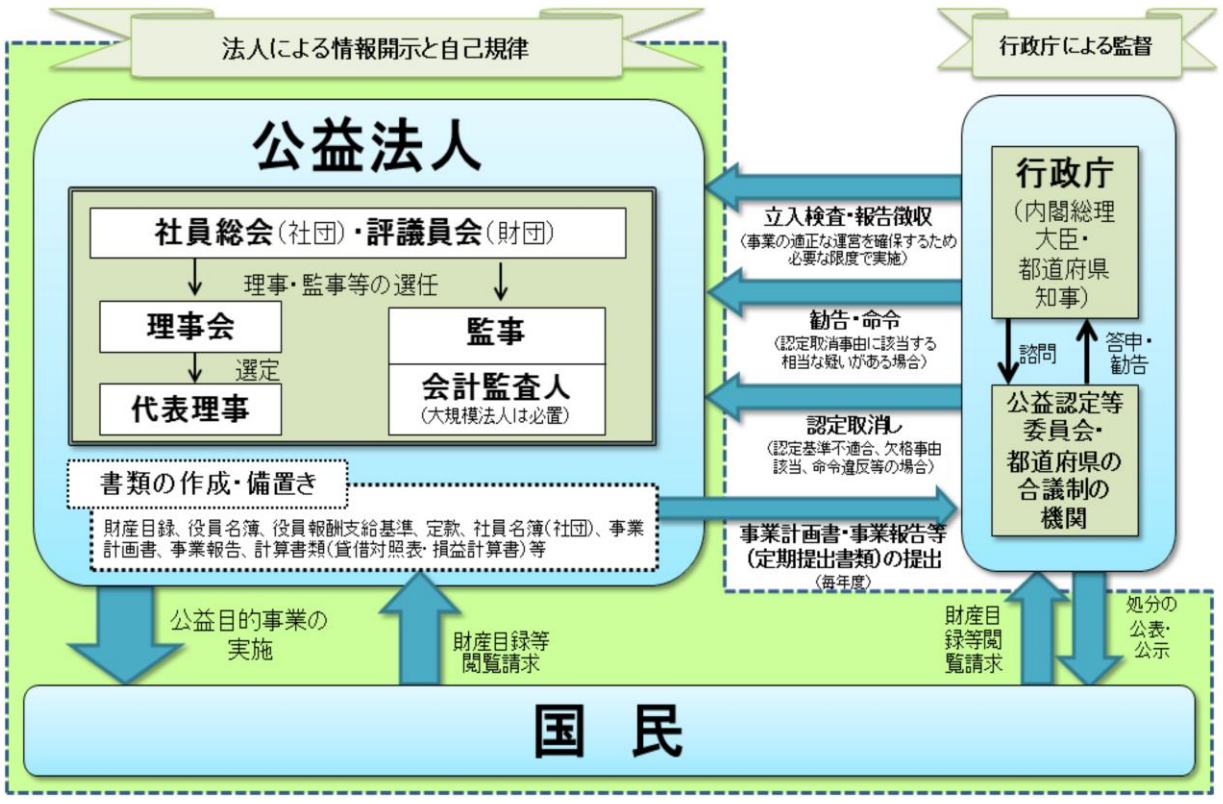 法人による情報開示と自己規律
行政庁による監督
公益法人
社員総会(社団)・評議員会(財団)
理事・監事等の選任
理事会
選定
代表理事
監事
会計監査人
(大規模法人は必置)
書類の作成・備置き
財産目録、役員名簿、役員報酬支給基準、定款、社員名簿(社団)、事業
計画書、事業報告、計算書類(貸借対照表・損益計算書)等
立入検査・報告徴収
(事業の適正な運営を確保するため
必要な限度で実施)
勧告・命令
(認定取消事由に該当する
相当な疑いがある場合)
認定取消し
(認定基準不適合、欠格事由
該当、命令違反等の場合)
事業計画書・事業報告等
(定期提出書類)の提出
(毎年度)
行政庁
(内閣総理
大臣・
都道府県
知事)
諮問
答申・
勧告
公益認定等
委員会・
都道府県の
合議制の
機関
公益目的事業の
実施
財産目録等
閲覧請求
財産目
録等閲
覧請求
処分の
公表・
公示
国 民